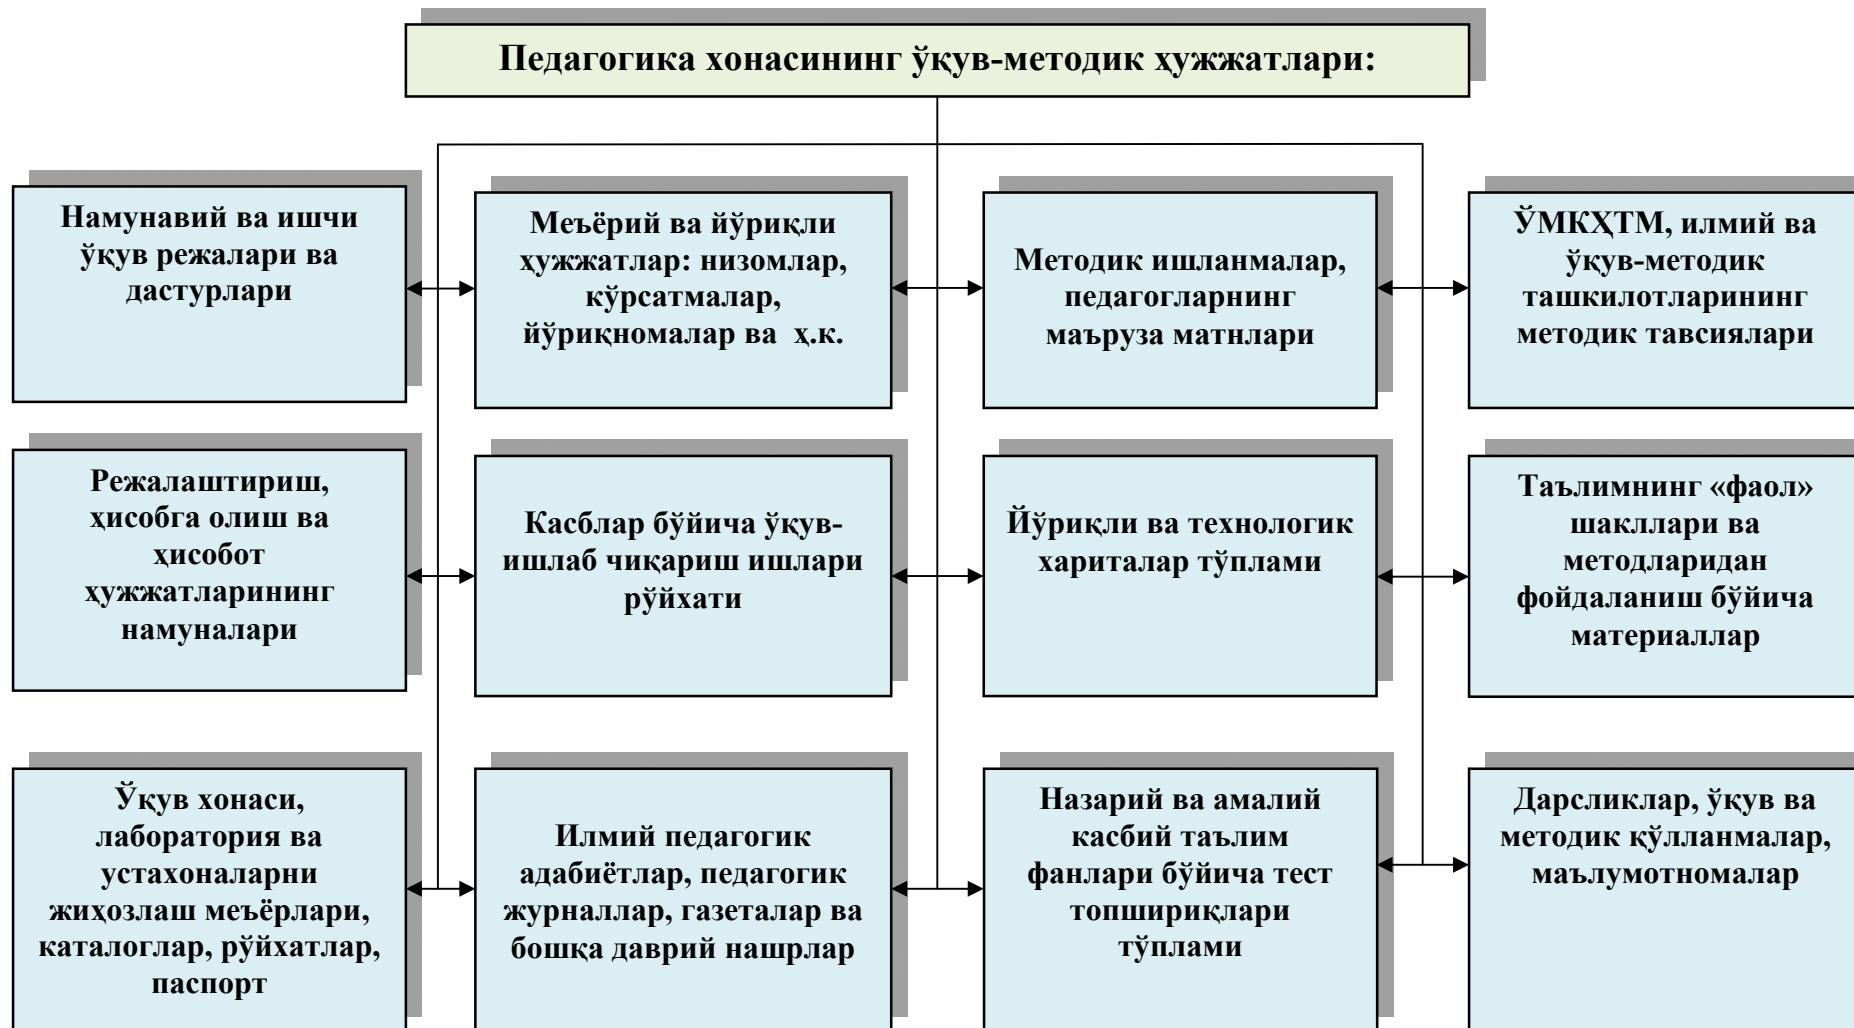 Педагогика хонасининг ўқув-методик ҳужжатлари:
Намунавий ва ишчи
ўқув режалари ва
дастурлари
Меъёрий ва йўриқли
ҳужжатлар: низомлар,
кўрсатмалар,
йўриқномалар ва ҳ.к.
Методик ишланмалар,
педагогларнинг
маъруза матнлари
ЎМКҲТМ, илмий ва
ўқув-методик
ташкилотларининг
методик тавсиялари
Режалаштириш,
ҳисобга олиш ва
ҳисобот
ҳужжатларининг
намуналари
Касблар бўйича ўқув-
ишлаб чиқариш ишлари
рўйхати
Йўриқли ва технологик
хариталар тўплами
Таълимнинг «фаол»
шакллари ва
методларидан
фойдаланиш бўйича
материаллар
Ўқув хонаси,
лаборатория ва
устахоналарни
жиҳозлаш меъёрлари,
каталоглар, рўйхатлар,
паспорт
Илмий педагогик
адабиётлар, педагогик
журналлар, газеталар ва
бошқа даврий нашрлар
Назарий ва амалий
касбий таълим
фанлари бўйича тест
топшириқлари
тўплами
Дарсликлар, ўқув ва
методик қўлланмалар,
маълумотномалар